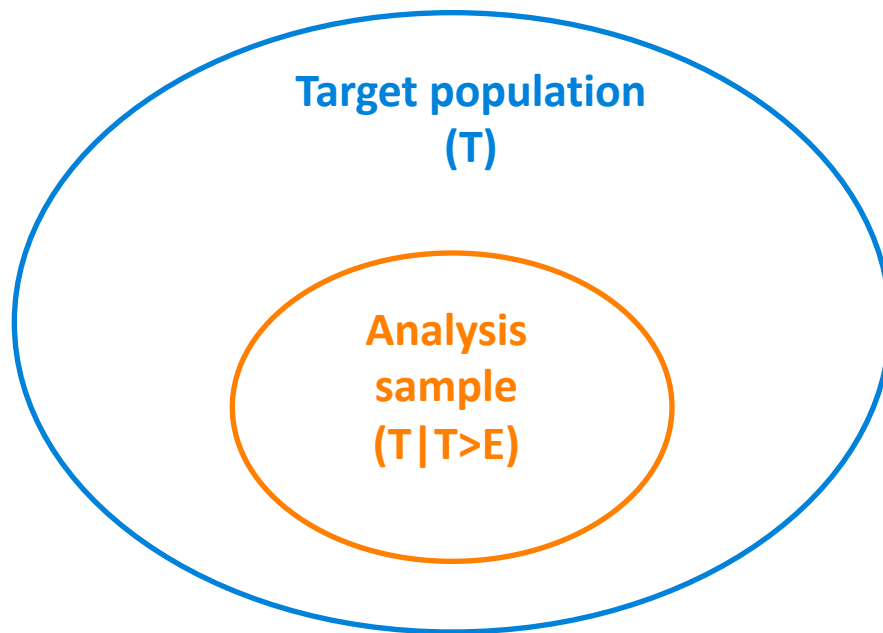 Target population
(T)
Analysis
sample
(T|T>E)